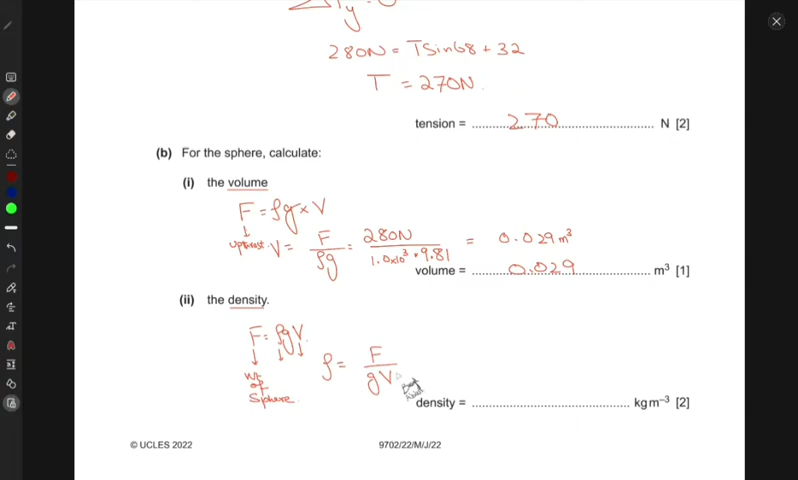 280N = T sin 68 + 32
T = 270N.
tension = 270 N [2]
(b) For the sphere, calculate:
(i) the volume
F = ρg × V
upthrust. V = F / ρg = 280N / 1.0×10³ * 9.81 = 0.029 m³
volume = 0.029 m³ [1]
(ii) the density.
F = ρgV.
wt of Sphere.
ρ = F / gV
density = kg m⁻³ [2]
© UCLES 2022 9702/22/M/J/22